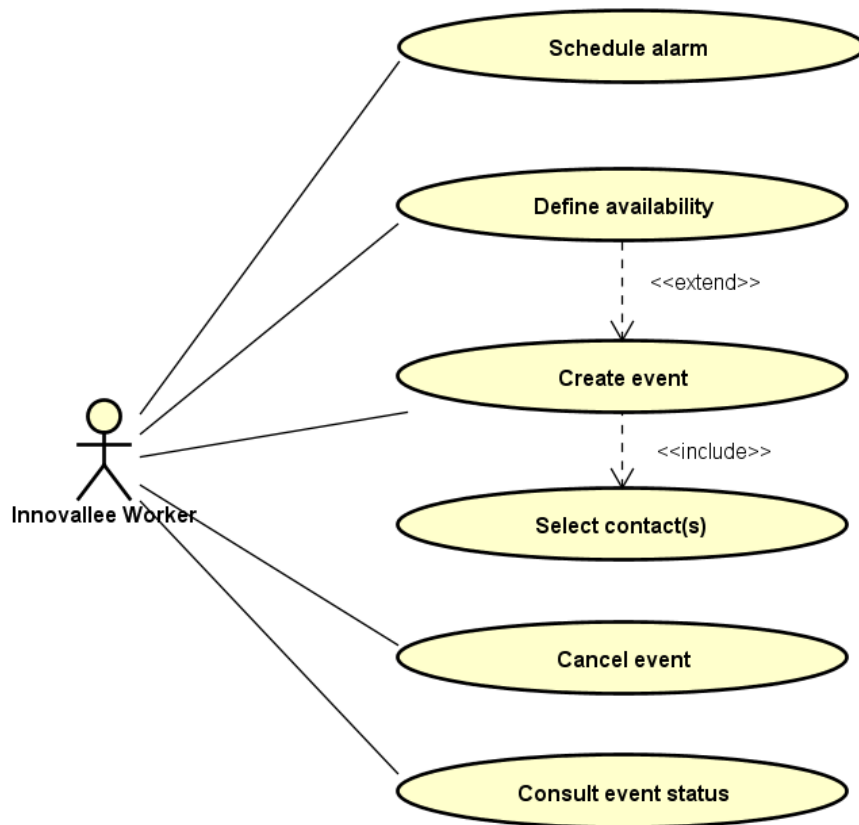 Schedule alarm
Define availability
<<extend>>
Create event
<<include>>
Innovallee Worker
Select contact(s)
Cancel event
Consult event status